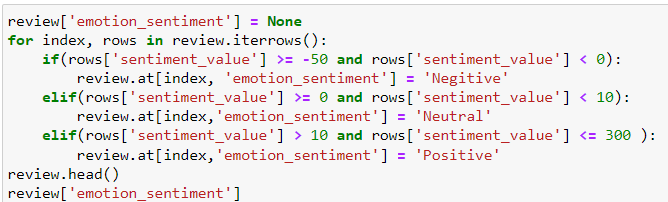 review['emotion_sentiment'] = None
for index, rows in review.iterrows():
    if(rows['sentiment_value'] >= -50 and rows['sentiment_value'] < 0):
        review.at[index, 'emotion_sentiment'] = 'Negitive'
    elif(rows['sentiment_value'] >= 0 and rows['sentiment_value'] < 10):
        review.at[index,'emotion_sentiment'] = 'Neutral'
    elif(rows['sentiment_value'] > 10 and rows['sentiment_value'] <= 300 ):
        review.at[index,'emotion_sentiment'] = 'Positive'
review.head()
review['emotion_sentiment']